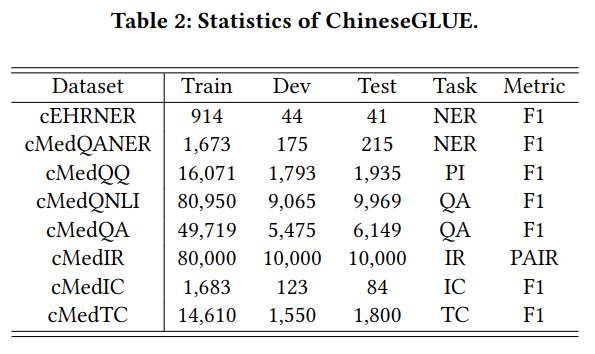 Table 2: Statistics of ChineseGLUE.
Dataset Train Dev Test Task Metric
cEHRNER 914 44 41 NER F1
cMedQANER 1,673 175 215 NER F1
cMedQQ 16,071 1,793 1,935 PI F1
cMedQNLI 80,950 9,065 9,969 QA F1
cMedQA 49,719 5,475 6,149 QA F1
cMedIR 80,000 10,000 10,000 IR PAIR
cMedIC 1,683 123 84 IC F1
cMedTC 14,610 1,550 1,800 TC F1